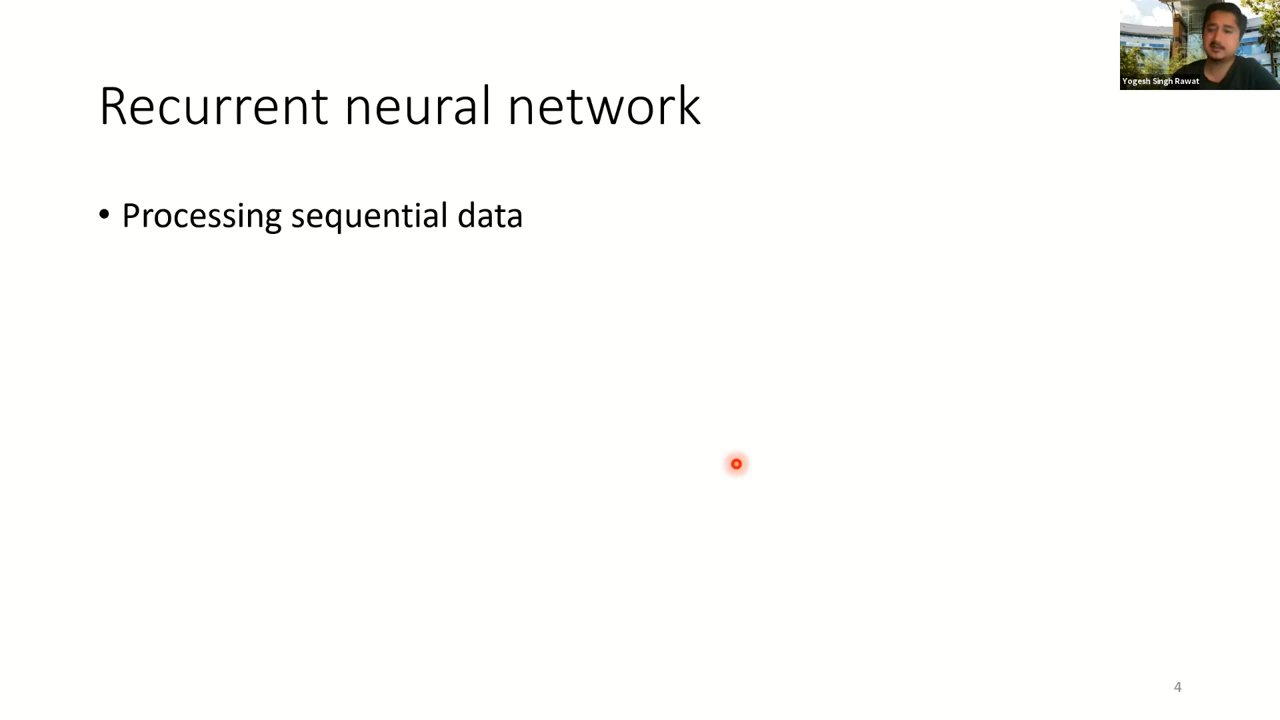 Yogesh Singh Rawat
Recurrent neural network
• Processing sequential data
4